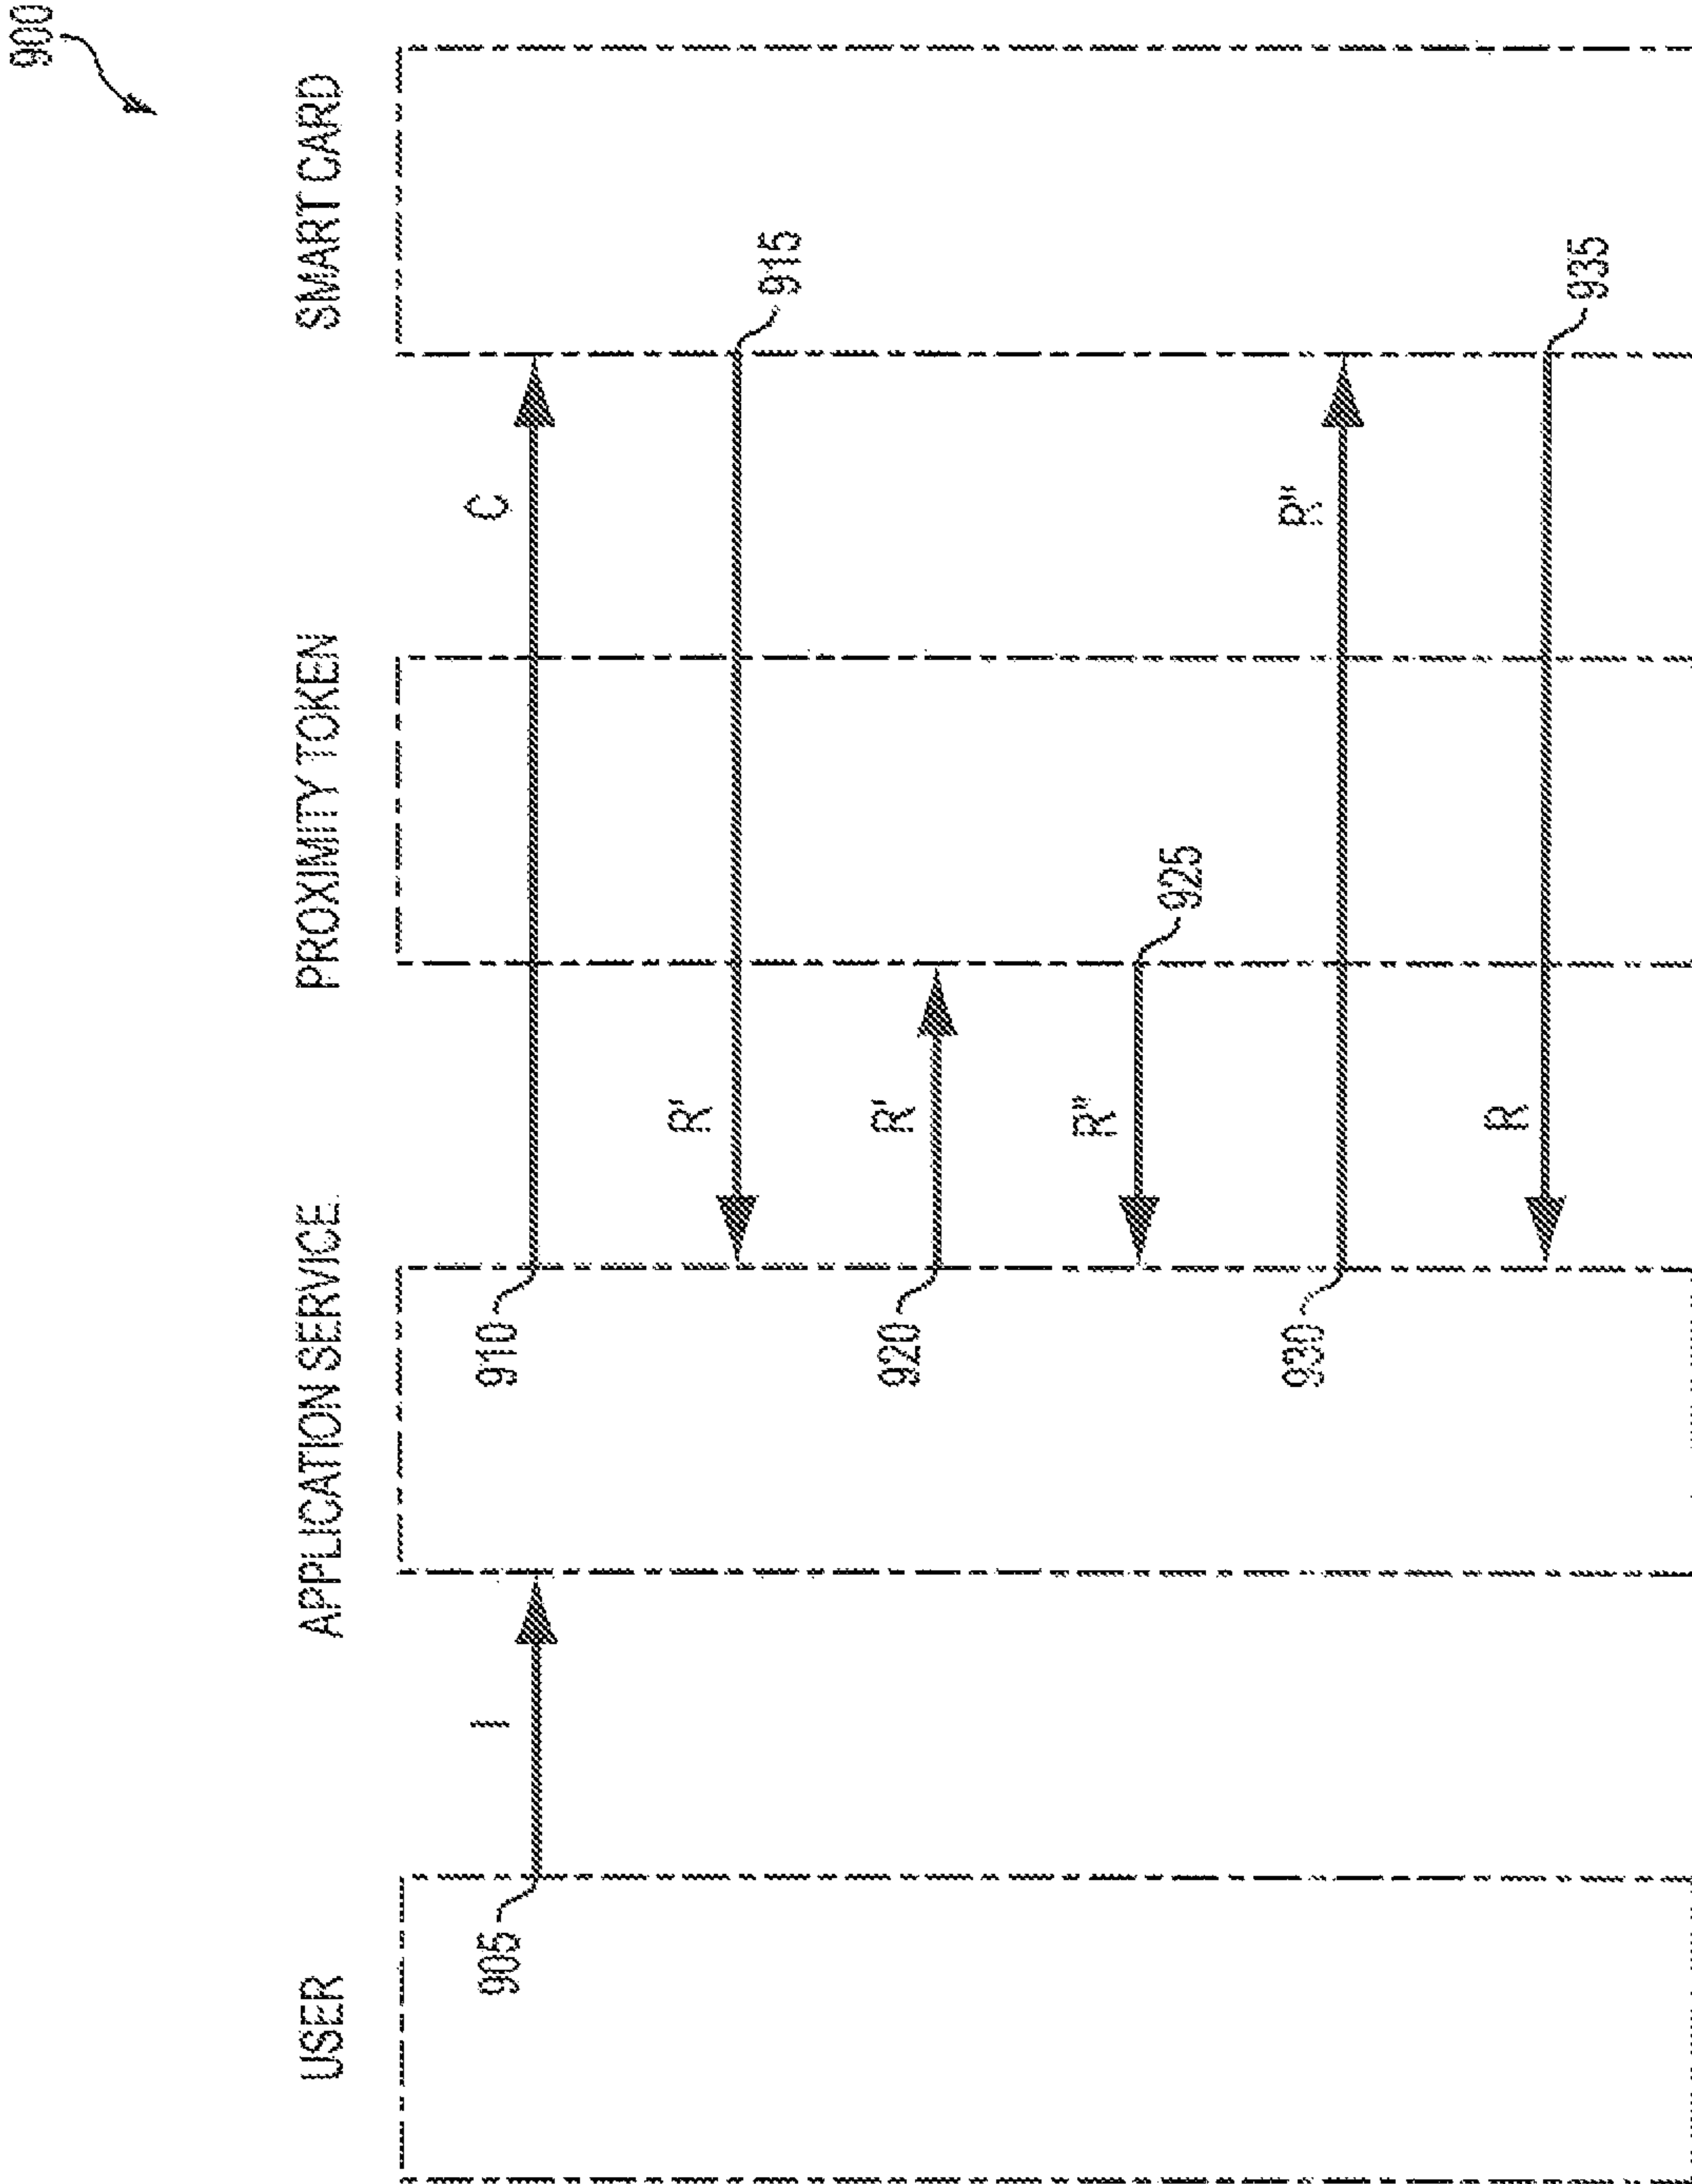 900
USER
APPLICATION SERVICE
PROXIMITY TOKEN
SMART CARD
905
I
910
C
R'
915
920
R'
R"
925
930
R"
R
935